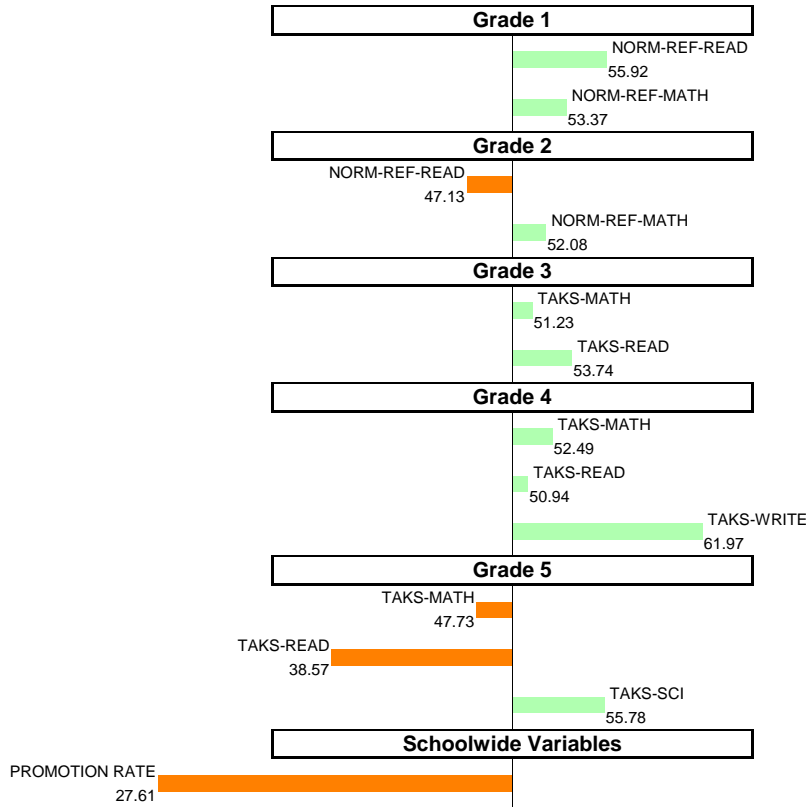 Grade 1
NORM-REF-READ
55.92
NORM-REF-MATH
53.37
Grade 2
NORM-REF-READ
47.13
NORM-REF-MATH
52.08
Grade 3
TAKS-MATH
51.23
TAKS-READ
53.74
Grade 4
TAKS-MATH
52.49
TAKS-READ
50.94
TAKS-WRITE
61.97
Grade 5
TAKS-MATH
47.73
TAKS-READ
38.57
TAKS-SCI
55.78
Schoolwide Variables
PROMOTION RATE
27.61